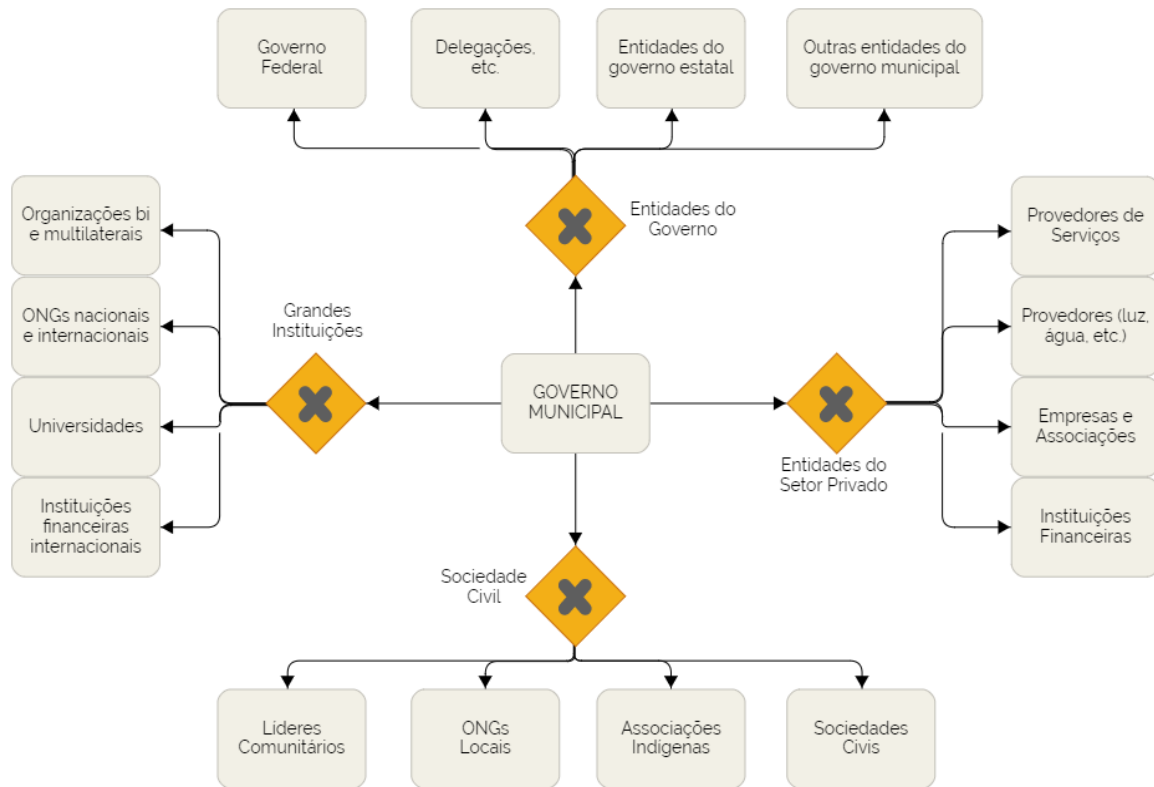 Governo
Federal
Delegações,
etc.
Entidades do
governo estatal
Outras entidades do
governo municipal
Entidades do
Governo
Organizações bi
e multilaterais
ONGs nacionais
e internacionais
Universidades
Instituições
financeiras
internacionais
Grandes
Instituições
GOVERNO
MUNICIPAL
Entidades do
Setor Privado
Provedores de
Serviços
Provedores (luz,
água, etc.)
Empresas e
Associações
Instituições
Financeiras
Sociedade
Civil
Líderes
Comunitários
ONGs
Locais
Associações
Indígenas
Sociedades
Civis